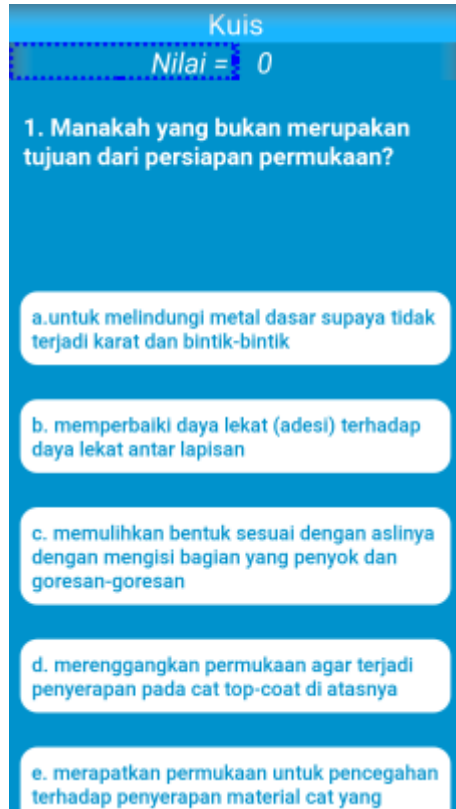 Kuis
Nilai = 0
1. Manakah yang bukan merupakan
tujuan dari persiapan permukaan?
a.untuk melindungi metal dasar supaya tidak
terjadi karat dan bintik-bintik
b. memperbaiki daya lekat (adesi) terhadap
daya lekat antar lapisan
c. memulihkan bentuk sesuai dengan aslinya
dengan mengisi bagian yang penyok dan
goresan-goresan
d. merenggangkan permukaan agar terjadi
penyerapan pada cat top-coat di atasnya
e. merapatkan permukaan untuk pencegahan
terhadap penyerapan material cat yang